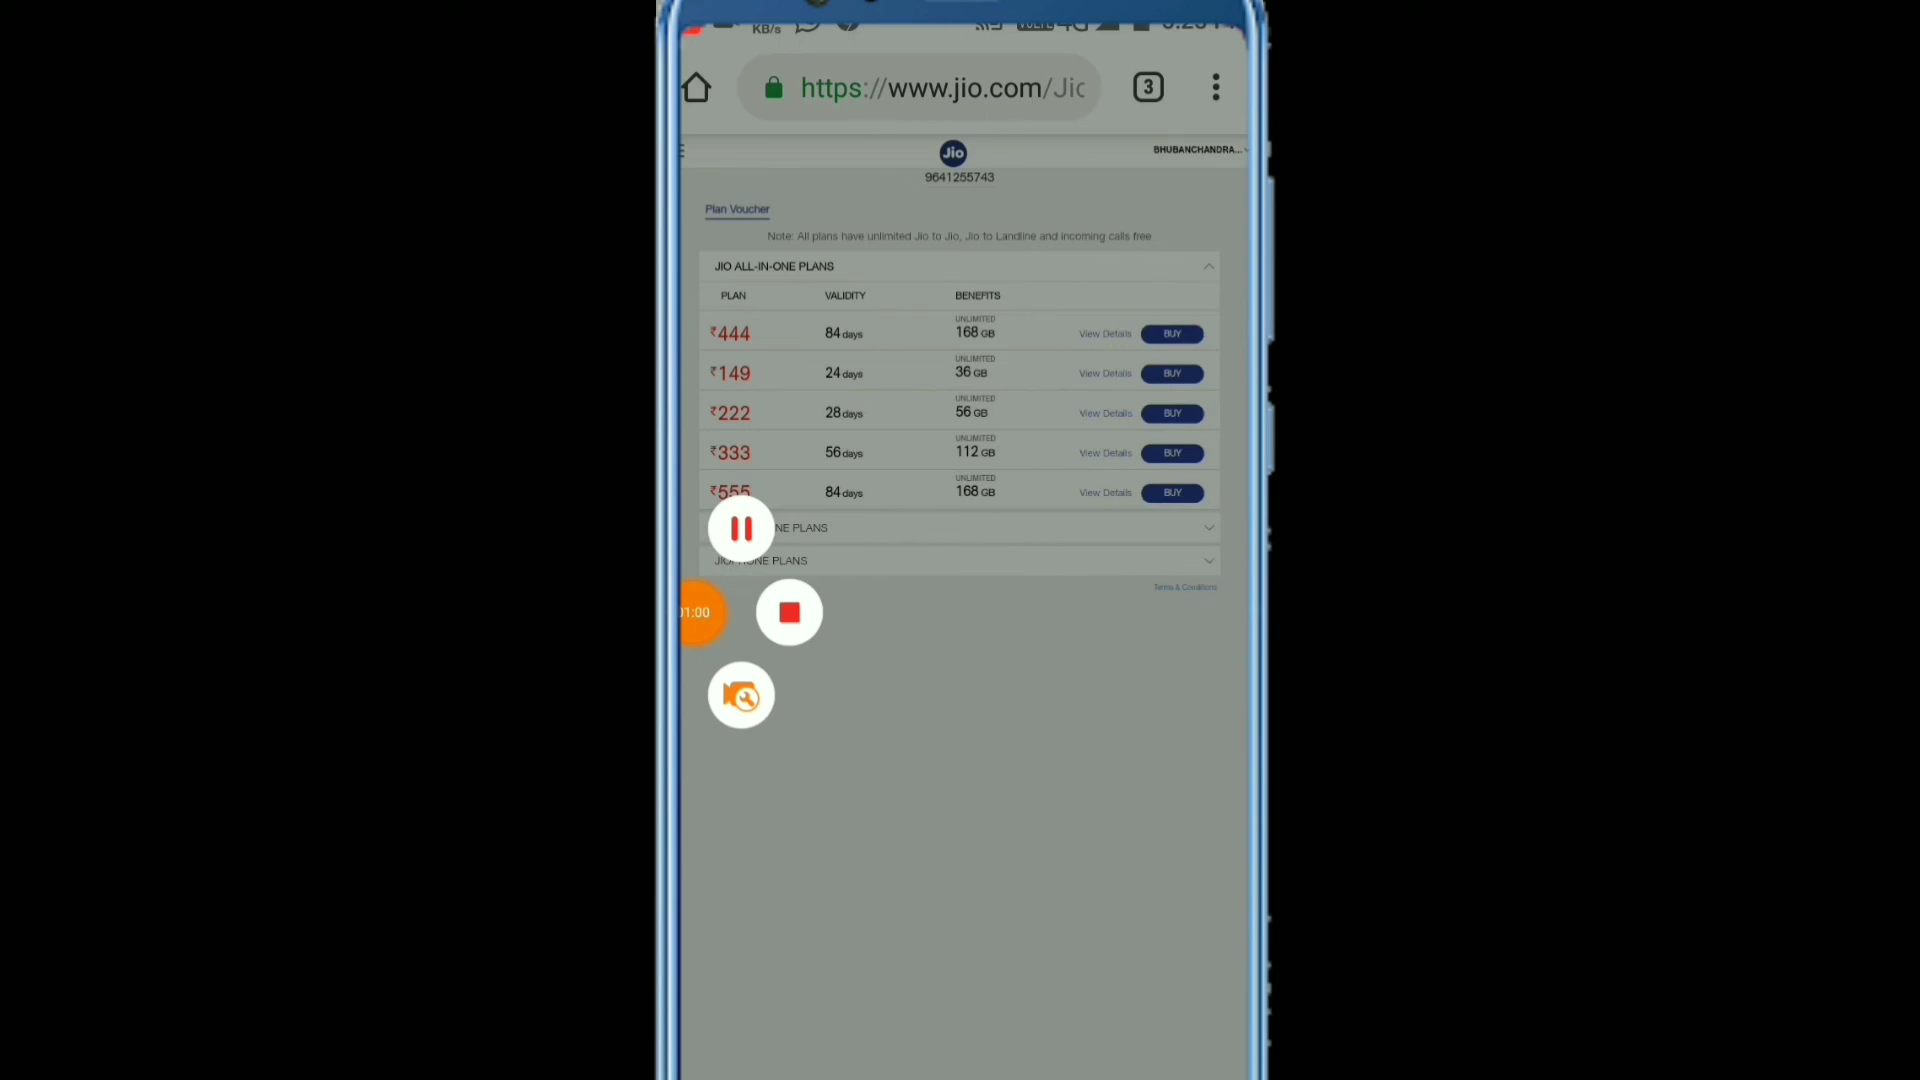 KB/s
https://www.jio.com/Jic
3
Jio
BHUBANCHANDRA...
9641255743
Plan Voucher
Note: All plans have unlimited Jio to Jio, Jio to Landline and incoming calls free
JIO ALL-IN-ONE PLANS
PLAN VALIDITY BENEFITS
UNLIMITED
₹444 84 days 168 GB View Details BUY
UNLIMITED
₹149 24 days 36 GB View Details BUY
UNLIMITED
₹222 28 days 56 GB View Details BUY
UNLIMITED
₹333 56 days 112 GB View Details BUY
UNLIMITED
₹555 84 days 168 GB View Details BUY
NE PLANS
PLANS
Terms & Conditions
01:00